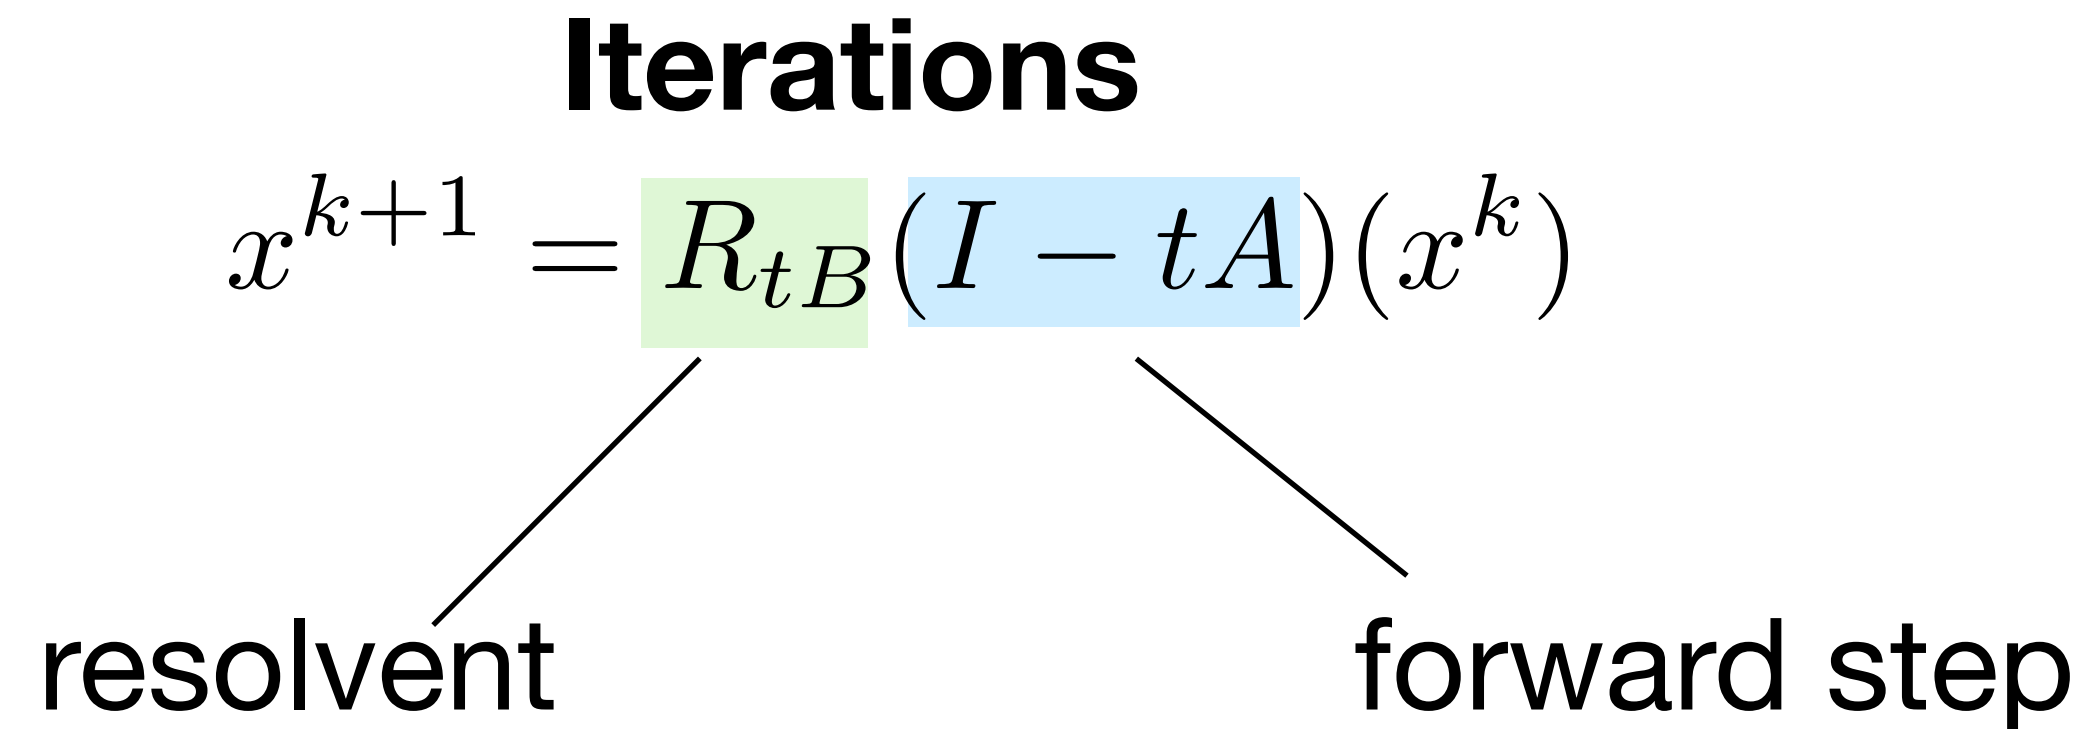 Iterations
x^{k+1} = R_{tB}(I - tA)(x^k)
resolvent
forward step